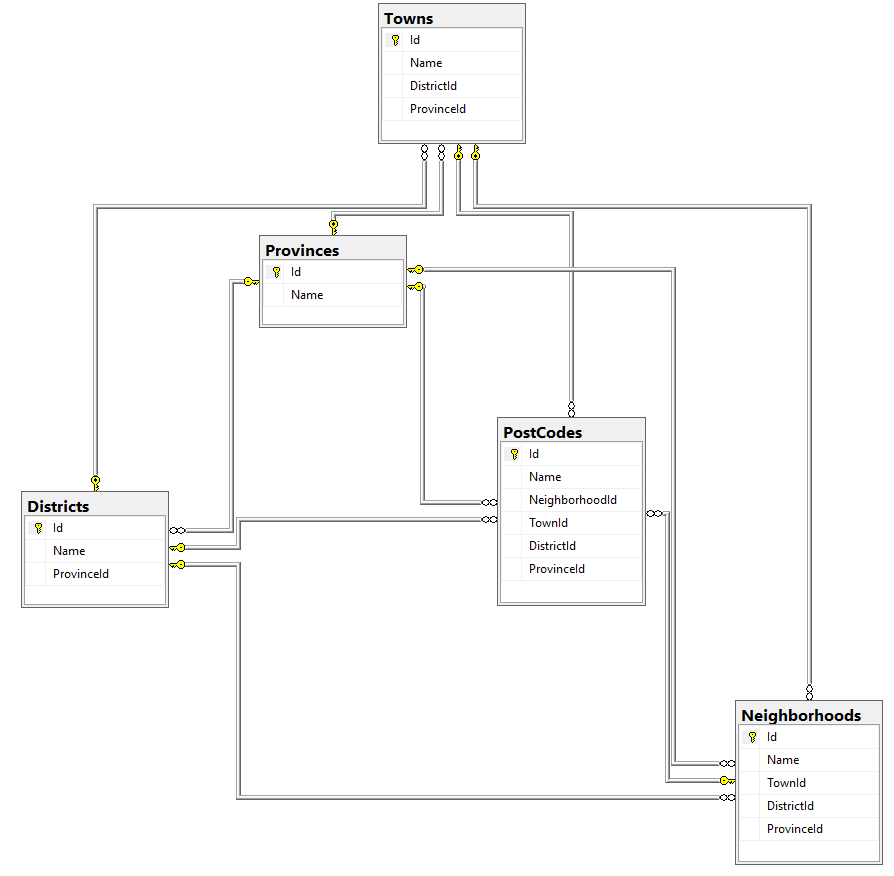 Towns
Id
Name
DistrictId
ProvinceId
Provinces
Id
Name
PostCodes
Id
Name
NeighborhoodId
TownId
DistrictId
ProvinceId
Districts
Id
Name
ProvinceId
Neighborhoods
Id
Name
TownId
DistrictId
ProvinceId